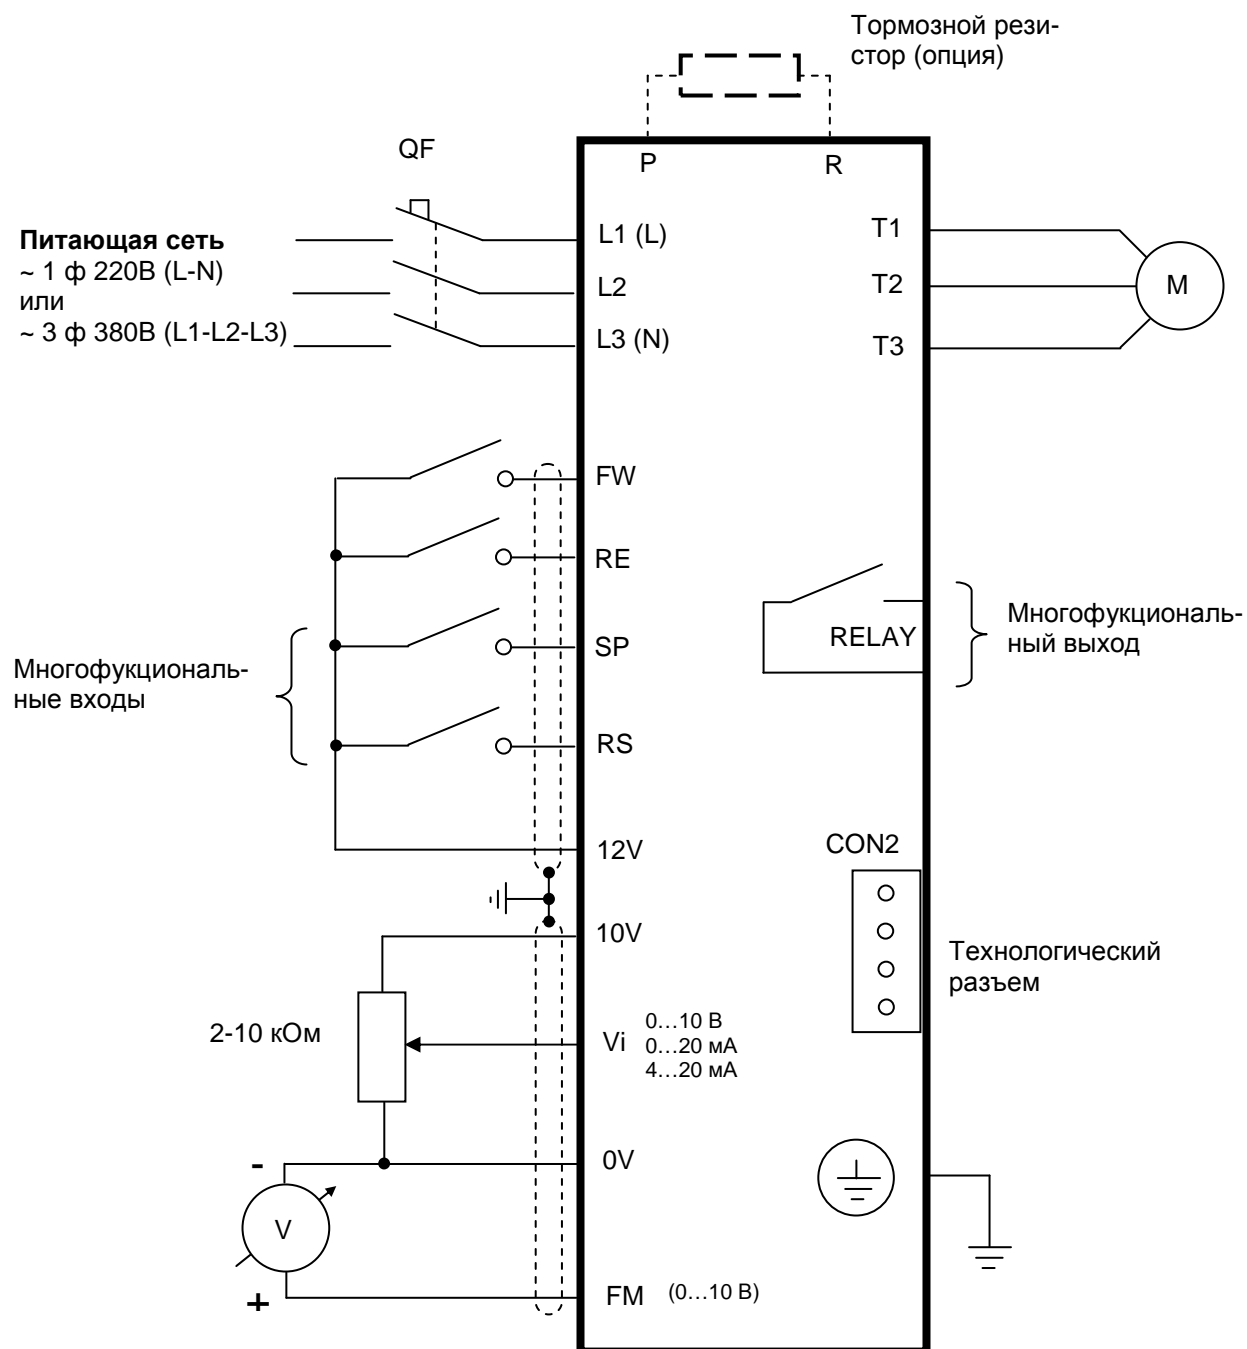 Тормозной рези-
стор (опция)
QF
P
R
Питающая сеть
~ 1 ф 220В (L-N)
или
~ 3 ф 380В (L1-L2-L3)
L1 (L)
L2
L3 (N)
T1
T2
T3
M
FW
RE
SP
RS
12V
Многофукциональ-
ные входы
RELAY
Многофукциональ-
ный выход
CON2
Технологический
разъем
10V
2-10 кОм
Vi
0…10 В
0…20 мА
4…20 мА
-
0V
V
+
FM (0…10 В)